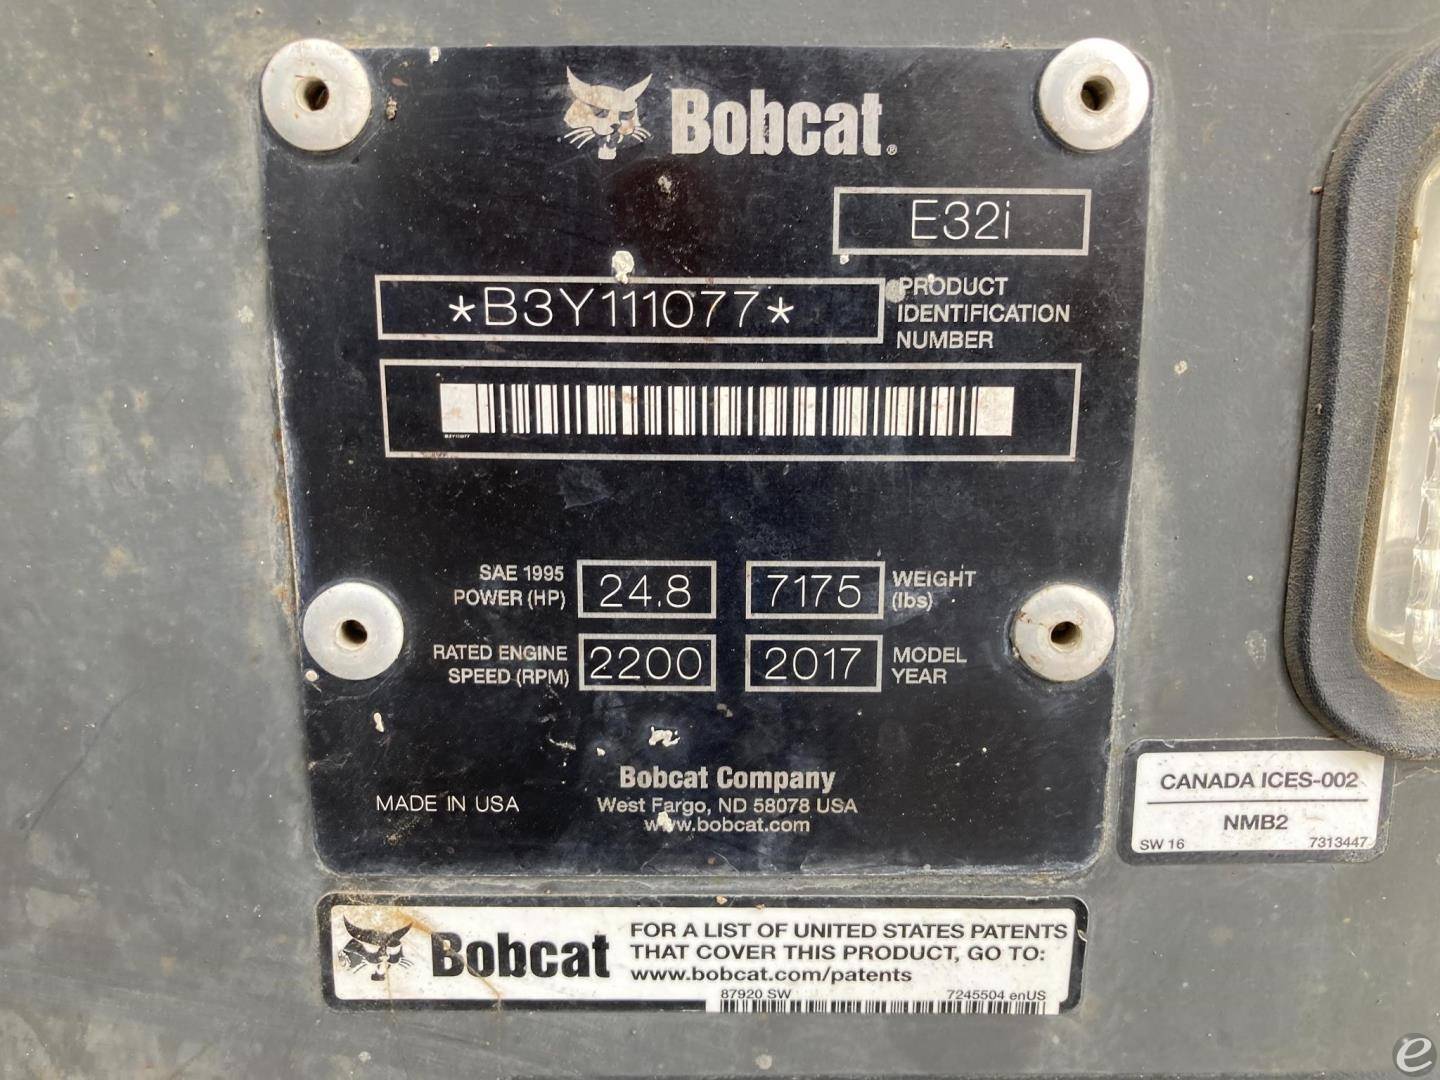 Bobcat®
E32i
*B3Y111077*
PRODUCT
IDENTIFICATION
NUMBER
B3Y111077
SAE 1995
POWER (HP)
24.8
7175
WEIGHT
(lbs)
RATED ENGINE
SPEED (RPM)
2200
2017
MODEL
YEAR
Bobcat Company
MADE IN USA
West Fargo, ND 58078 USA
www.bobcat.com
CANADA ICES-002
NMB2
SW 16
7313447
Bobcat
FOR A LIST OF UNITED STATES PATENTS
THAT COVER THIS PRODUCT, GO TO:
www.bobcat.com/patents
87920 SW
7245504 enUS
e